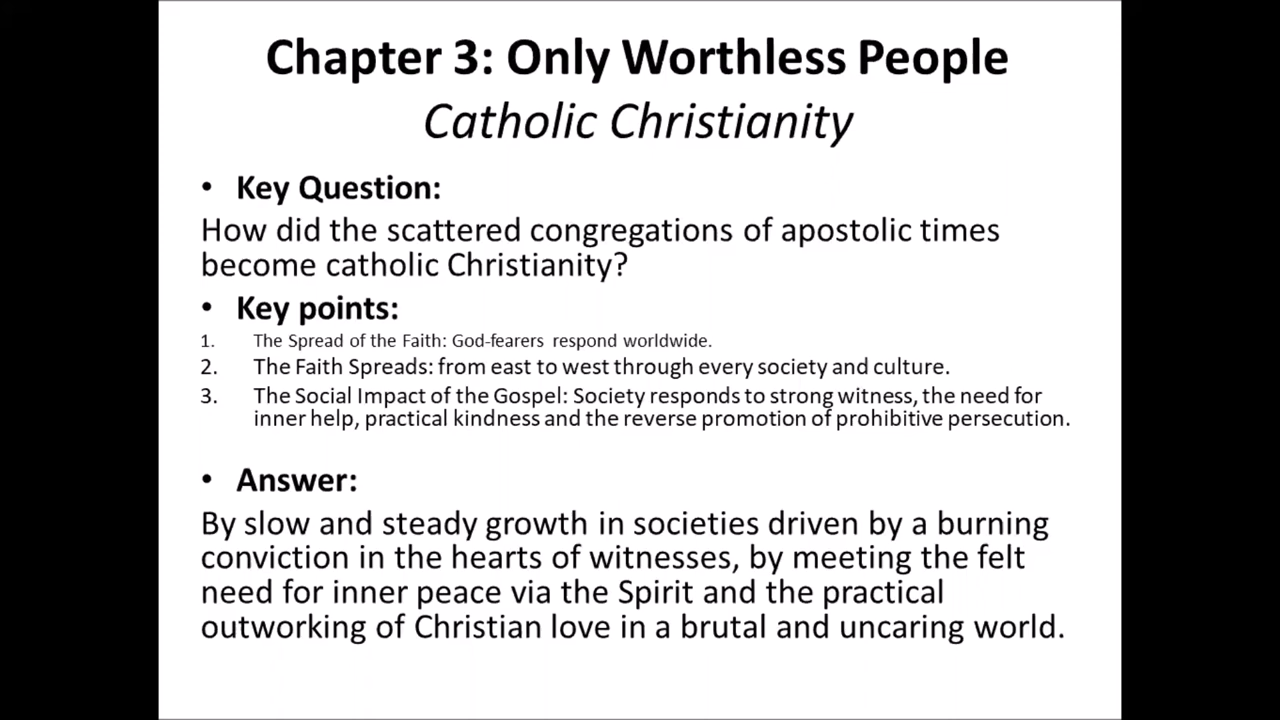 Chapter 3: Only Worthless People
Catholic Christianity
• Key Question:
How did the scattered congregations of apostolic times
become catholic Christianity?
• Key points:
1. The Spread of the Faith: God-fearers respond worldwide.
2. The Faith Spreads: from east to west through every society and culture.
3. The Social Impact of the Gospel: Society responds to strong witness, the need for
inner help, practical kindness and the reverse promotion of prohibitive persecution.
• Answer:
By slow and steady growth in societies driven by a burning
conviction in the hearts of witnesses, by meeting the felt
need for inner peace via the Spirit and the practical
outworking of Christian love in a brutal and uncaring world.